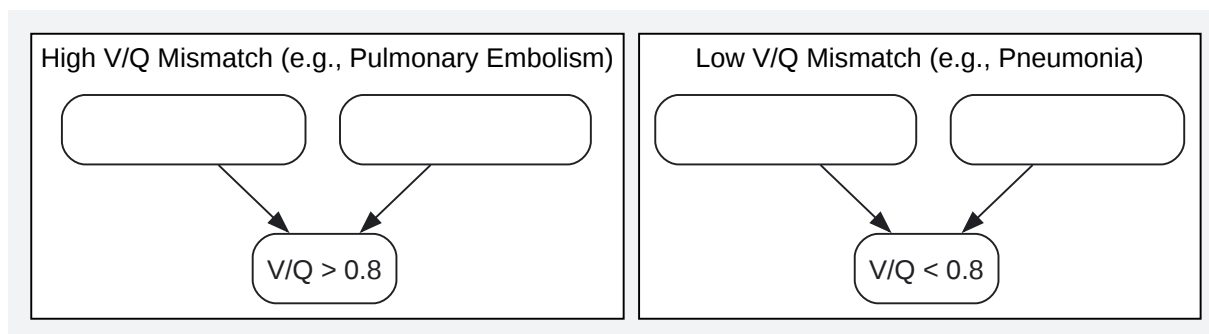 High V/Q Mismatch (e.g., Pulmonary Embolism)
V/Q > 0.8
Low V/Q Mismatch (e.g., Pneumonia)
V/Q < 0.8